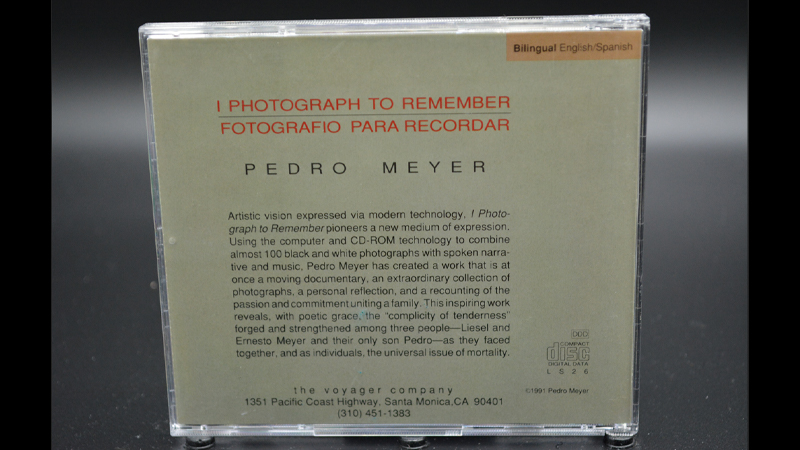 Bilingual English/Spanish
I PHOTOGRAPH TO REMEMBER
FOTOGRAFIO PARA RECORDAR
PEDRO MEYER
Artistic vision expressed via modern technology, I Photo-
graph to Remember pioneers a new medium of expression.
Using the computer and CD-ROM technology to combine
almost 100 black and white photographs with spoken narra-
tive and music, Pedro Meyer has created a work that is at
once a moving documentary, an extraordinary collection of
photographs, a personal reflection, and a recounting of the
passion and commitment uniting a family. This inspiring work
reveals, with poetic grace, the "complicity of tenderness"
forged and strengthened among three people—Liesel and
Ernesto Meyer and their only son Pedro—as they faced
together, and as individuals, the universal issue of mortality.
DDD
COMPACT
disc
DIGITAL DATA
L S 2 6
the voyager company
1351 Pacific Coast Highway, Santa Monica, CA 90401
(310) 451-1383
©1991 Pedro Meyer